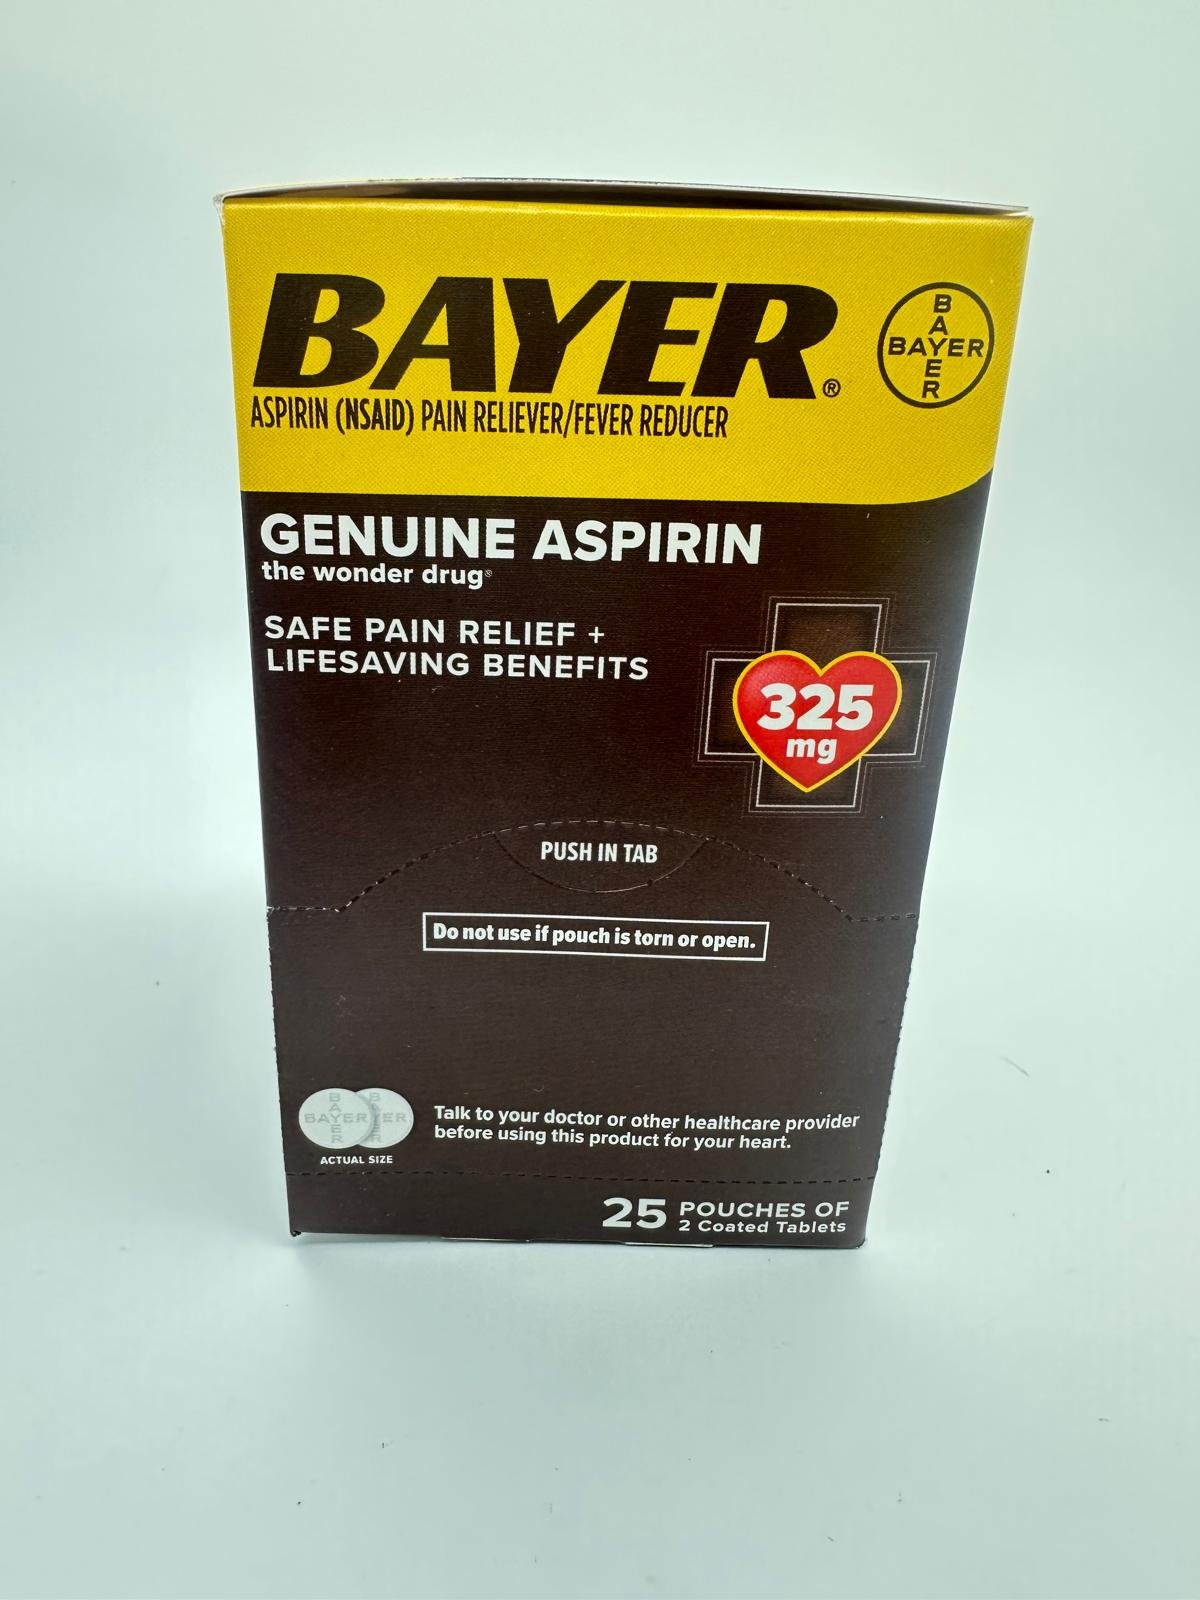 BAYER®
BAYER
BAYER
ASPIRIN (NSAID) PAIN RELIEVER/FEVER REDUCER
GENUINE ASPIRIN
the wonder drug®
SAFE PAIN RELIEF +
LIFESAVING BENEFITS
325
mg
PUSH IN TAB
Do not use if pouch is torn or open.
BAYER
BAYER
BAYER
YER
ACTUAL SIZE
Talk to your doctor or other healthcare provider
before using this product for your heart.
25 POUCHES OF
2 Coated Tablets